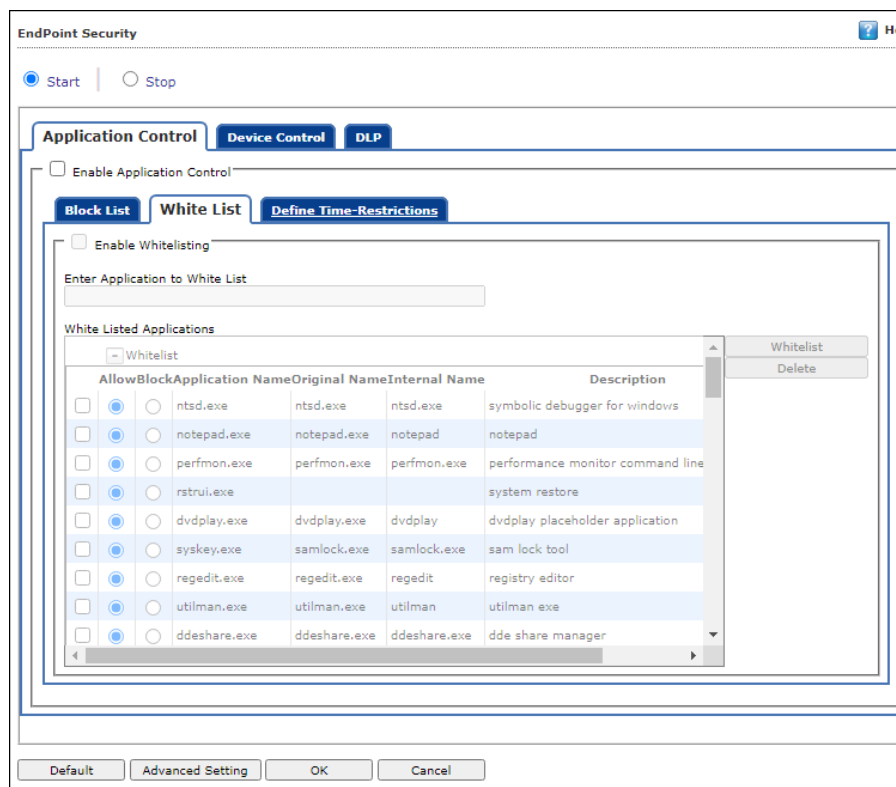 EndPoint Security
?
Start Stop
Application Control Device Control DLP
Enable Application Control
Block List White List Define Time-Restrictions
Enable Whitelisting
Enter Application to White List
White Listed Applications
Whitelist Whitelist
Delete
Allow Block Application Name Original Name Internal Name Description
ntsd.exe ntsd.exe ntsd.exe symbolic debugger for windows
notepad.exe notepad.exe notepad notepad
perfmon.exe perfmon.exe perfmon.exe performance monitor command line
rstrui.exe system restore
dvdplay.exe dvdplay.exe dvdplay dvdplay placeholder application
syskey.exe samlock.exe samlock.exe sam lock tool
regedit.exe regedit.exe regedit registry editor
utilman.exe utilman.exe utilman utilman exe
ddeshare.exe ddeshare.exe ddeshare.exe dde share manager
Default Advanced Setting OK Cancel